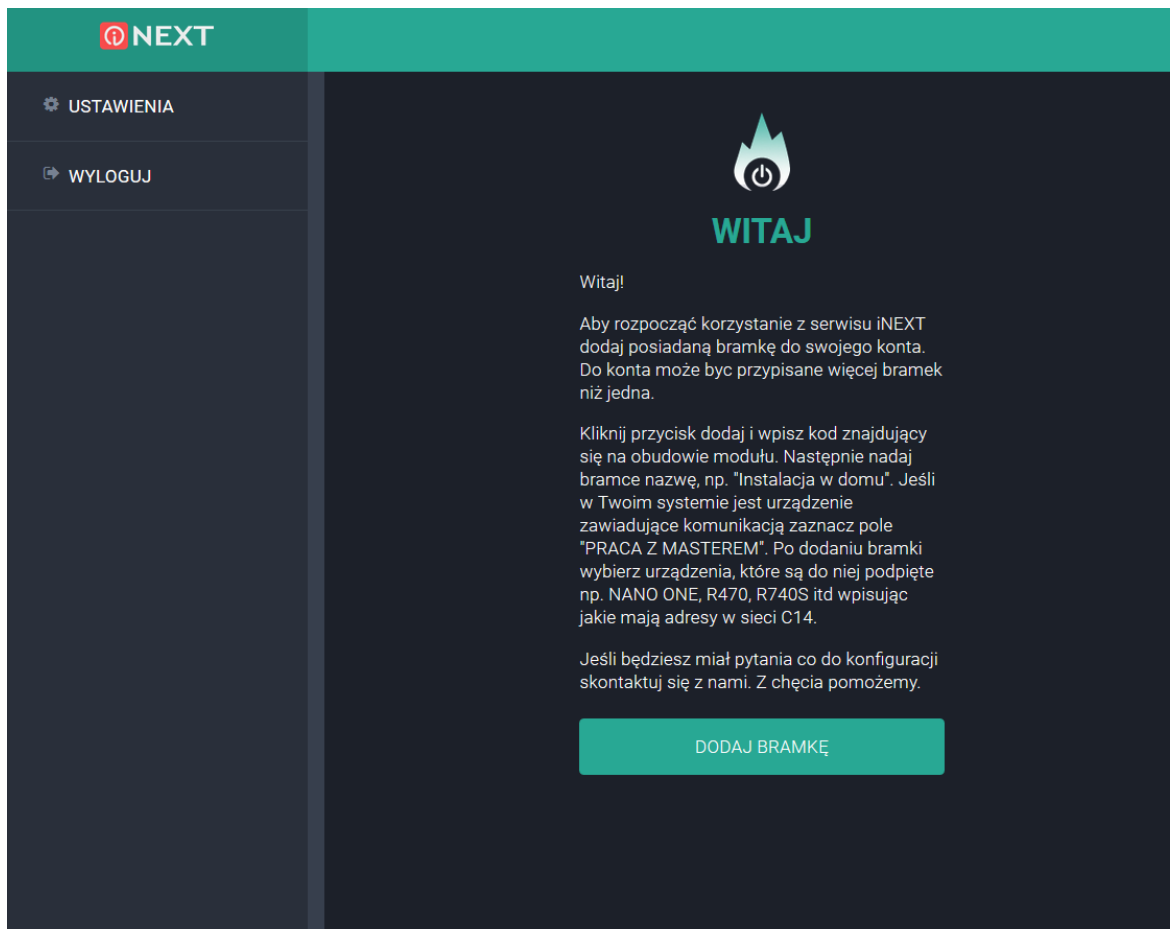 iNEXT
USTAWIENIA
WYLOGUJ
WITAJ
Witaj!
Aby rozpocząć korzystanie z serwisu iNEXT
dodaj posiadaną bramkę do swojego konta.
Do konta może byc przypisane więcej bramek
niż jedna.
Kliknij przycisk dodaj i wpisz kod znajdujący
się na obudowie modułu. Następnie nadaj
bramce nazwę, np. "Instalacja w domu". Jeśli
w Twoim systemie jest urządzenie
zawiadujące komunikacją zaznacz pole
"PRACA Z MASTEREM". Po dodaniu bramki
wybierz urządzenia, które są do niej podpięte
np. NANO ONE, R470, R740S itd wpisując
jakie mają adresy w sieci C14.
Jeśli będziesz miał pytania co do konfiguracji
skontaktuj się z nami. Z chęcia pomożemy.
DODAJ BRAMKĘ